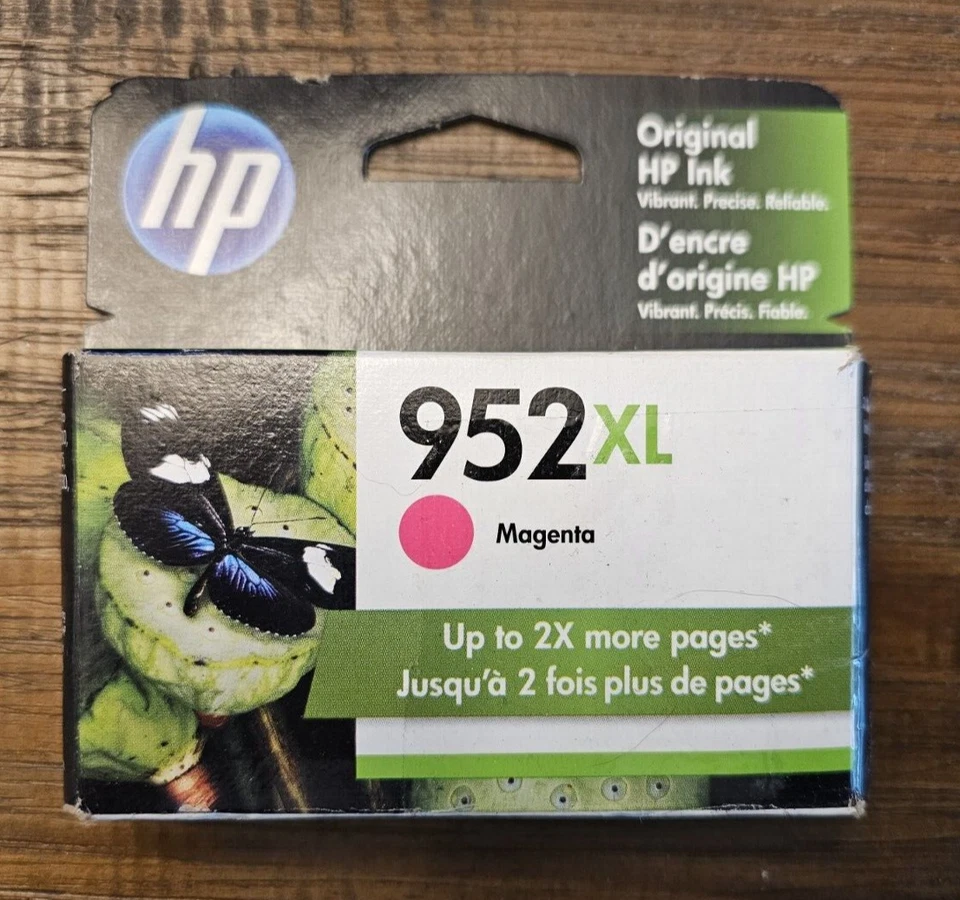 hp
Original
HP Ink
Vibrant. Precise. Reliable.
D'encre
d'origine HP
Vibrant. Précis. Fiable.
952XL
Magenta
Up to 2X more pages*
Jusqu'à 2 fois plus de pages*